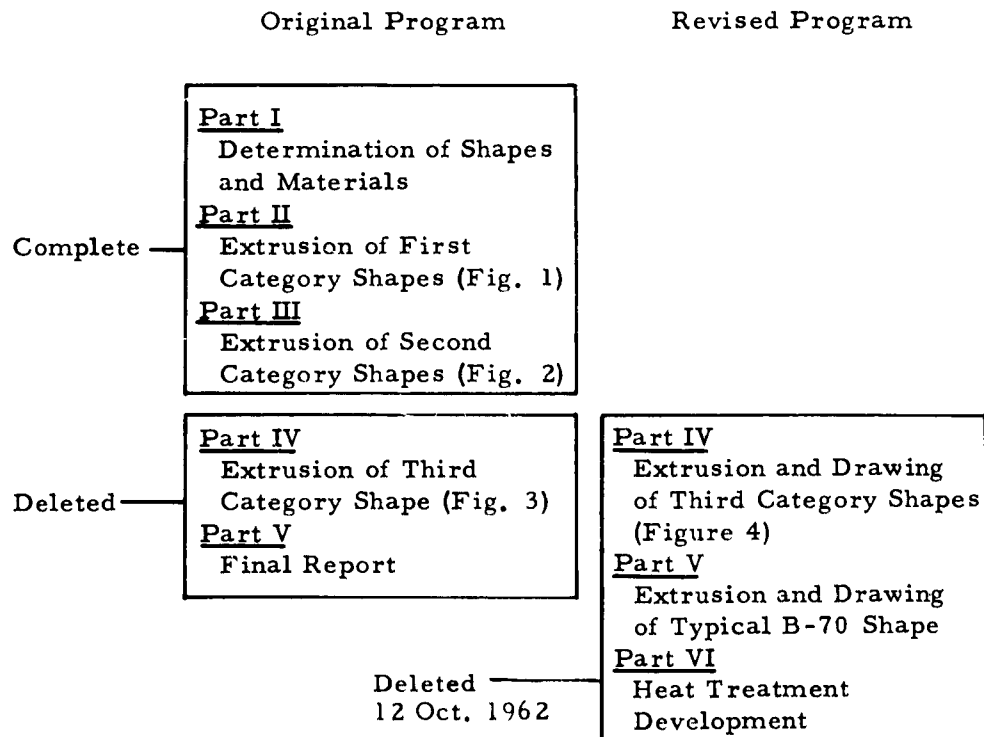 Original Program
Revised Program
Complete
Part I
Determination of Shapes
and Materials
Part II
Extrusion of First
Category Shapes (Fig. 1)
Part III
Extrusion of Second
Category Shapes (Fig. 2)
Deleted
Part IV
Extrusion of Third
Category Shape (Fig. 3)
Part V
Final Report
Part IV
Extrusion and Drawing
of Third Category Shapes
(Figure 4)
Part V
Extrusion and Drawing
of Typical B-70 Shape
Part VI
Heat Treatment
Development
Deleted
12 Oct. 1962